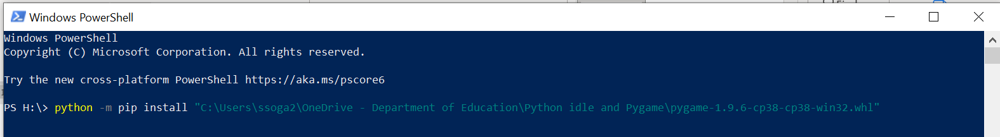 Windows PowerShell
Windows PowerShell
Copyright (C) Microsoft Corporation. All rights reserved.
Try the new cross-platform PowerShell https://aka.ms/pscore6
PS H:\> python -m pip install "C:\Users\ssoga2\OneDrive - Department of Education\Python idle and Pygame\pygame-1.9.6-cp38-cp38-win32.whl"